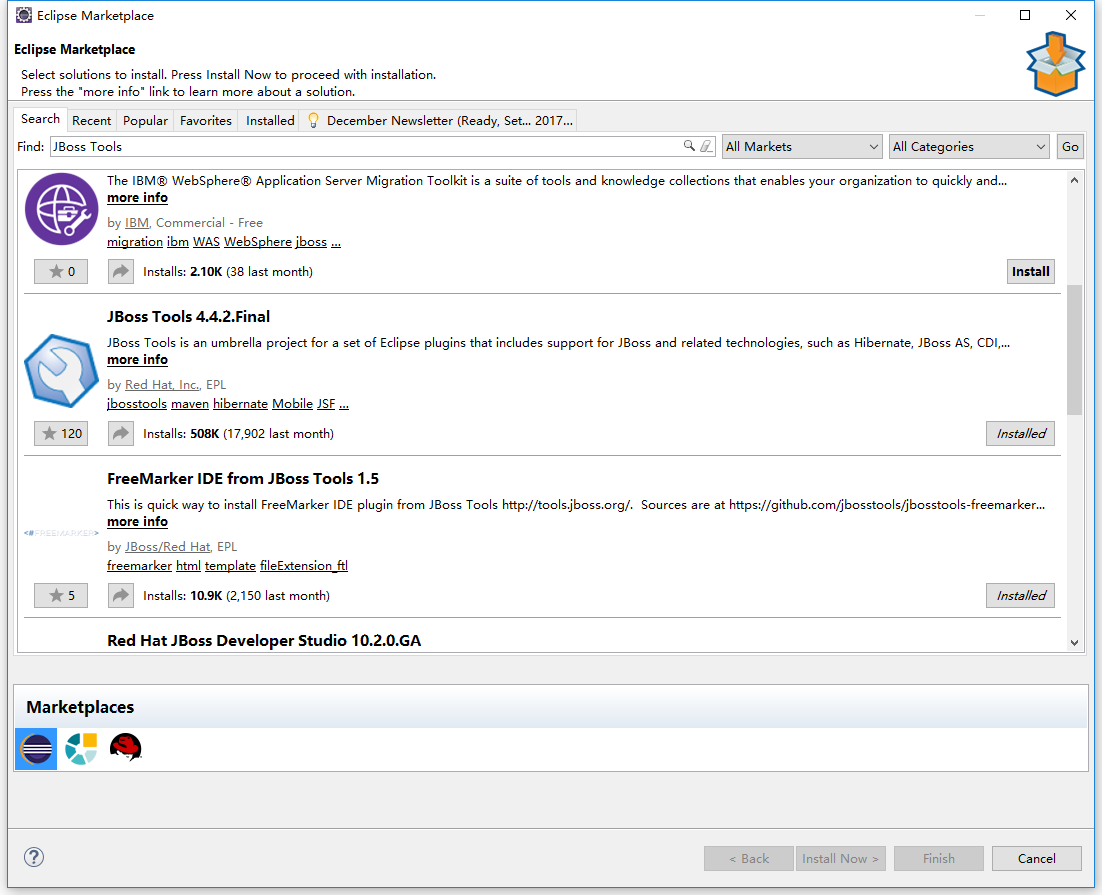 Eclipse Marketplace
Eclipse Marketplace
Select solutions to install. Press Install Now to proceed with installation.
Press the "more info" link to learn more about a solution.
Search Recent Popular Favorites Installed December Newsletter (Ready, Set... 2017...
Find: JBoss Tools All Markets All Categories Go
The IBM® WebSphere® Application Server Migration Toolkit is a suite of tools and knowledge collections that enables your organization to quickly and...
more info
by IBM, Commercial - Free
migration ibm WAS WebSphere jboss ...
0 Installs: 2.10K (38 last month) Install
JBoss Tools 4.4.2.Final
JBoss Tools is an umbrella project for a set of Eclipse plugins that includes support for JBoss and related technologies, such as Hibernate, JBoss AS, CDI,...
more info
by Red Hat, Inc., EPL
jbosstools maven hibernate Mobile JSF ...
120 Installs: 508K (17,902 last month) Installed
FreeMarker IDE from JBoss Tools 1.5
This is quick way to install FreeMarker IDE plugin from JBoss Tools http://tools.jboss.org/. Sources are at https://github.com/jbosstools/jbosstools-freemarker...
more info
<#FREEMARKER>
by JBoss/Red Hat, EPL
freemarker html template fileExtension_ftl
5 Installs: 10.9K (2,150 last month) Installed
Red Hat JBoss Developer Studio 10.2.0.GA
Marketplaces
? < Back Install Now > Finish Cancel